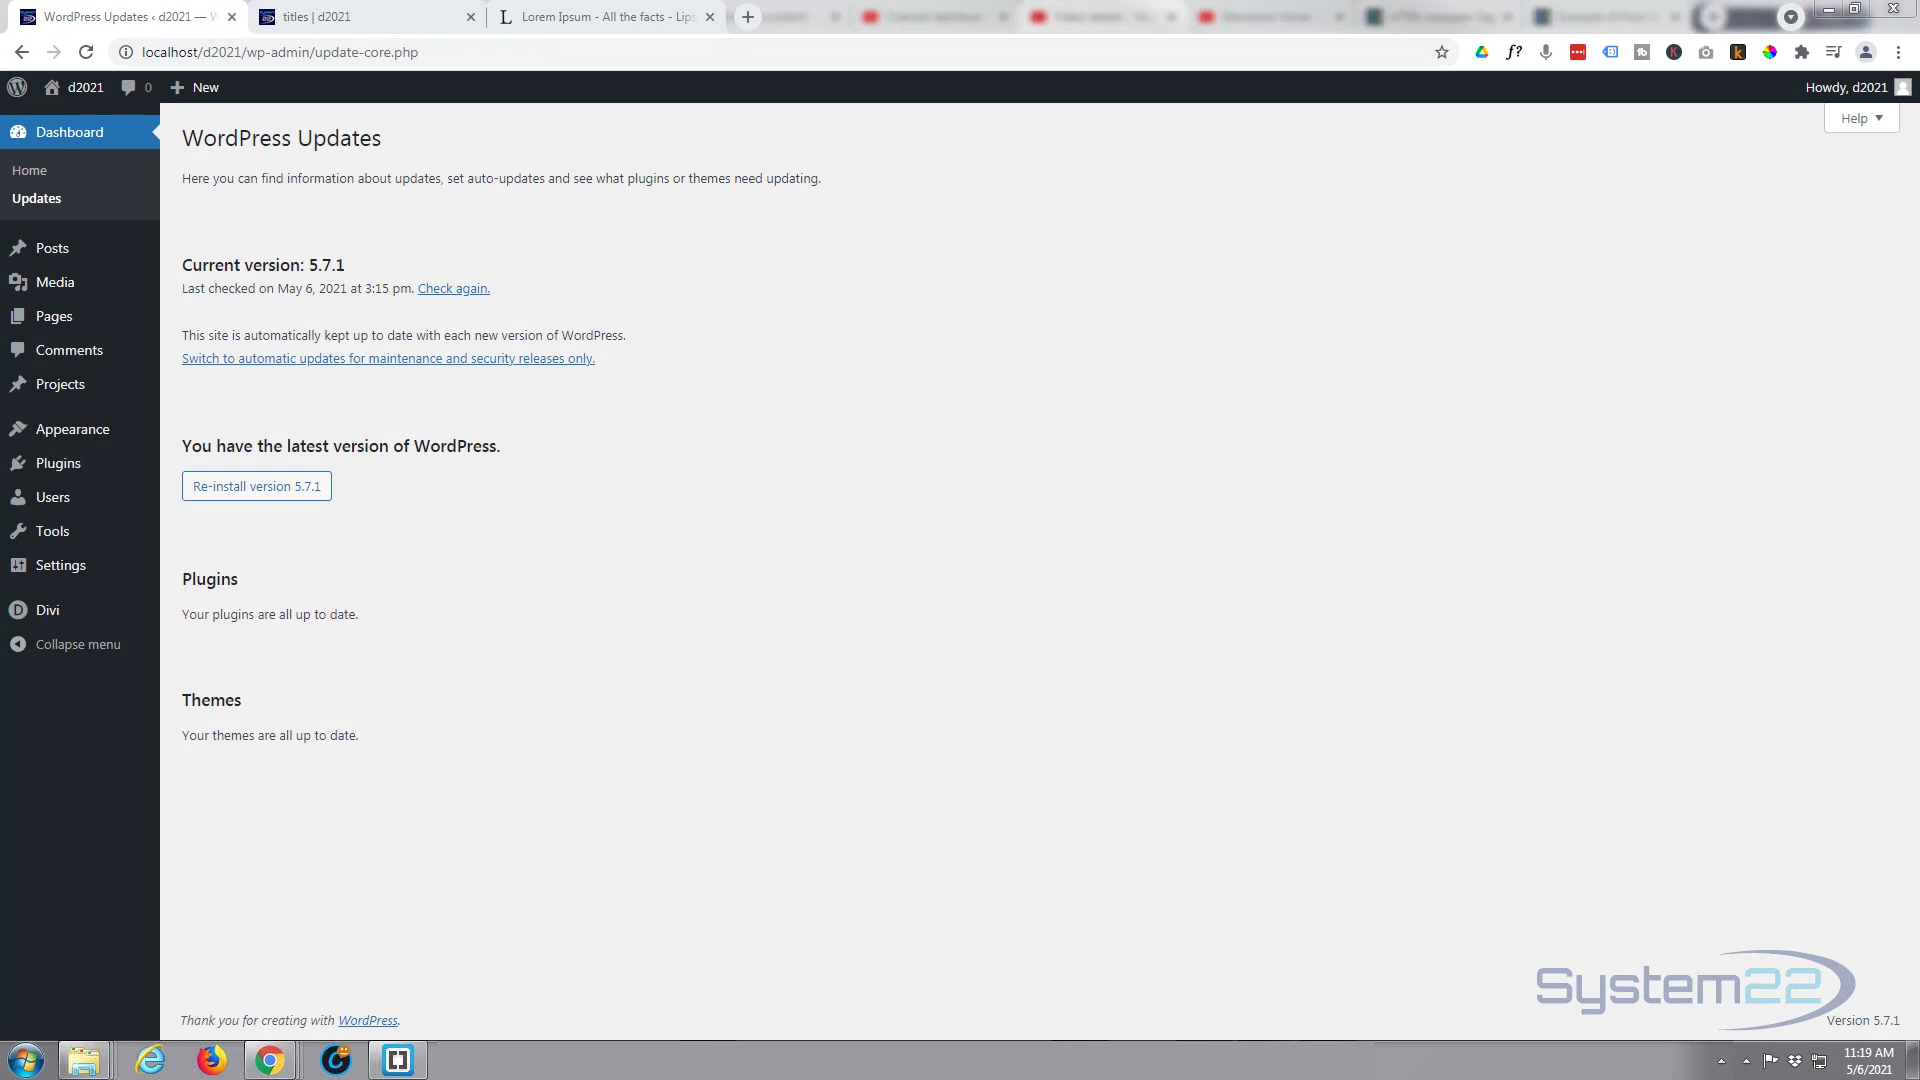 WordPress Updates ‹ d2021 — W
titles | d2021
Lorem Ipsum - All the facts - Lips
localhost/d2021/wp-admin/update-core.php
d2021
0
New
Howdy, d2021
Dashboard
Home
Updates
Posts
Media
Pages
Comments
Projects
Appearance
Plugins
Users
Tools
Settings
Divi
Collapse menu
Help
WordPress Updates
Here you can find information about updates, set auto-updates and see what plugins or themes need updating.
Current version: 5.7.1
Last checked on May 6, 2021 at 3:15 pm. Check again.
This site is automatically kept up to date with each new version of WordPress.
Switch to automatic updates for maintenance and security releases only.
You have the latest version of WordPress.
Re-install version 5.7.1
Plugins
Your plugins are all up to date.
Themes
Your themes are all up to date.
System22
Thank you for creating with WordPress.
Version 5.7.1
11:19 AM
5/6/2021